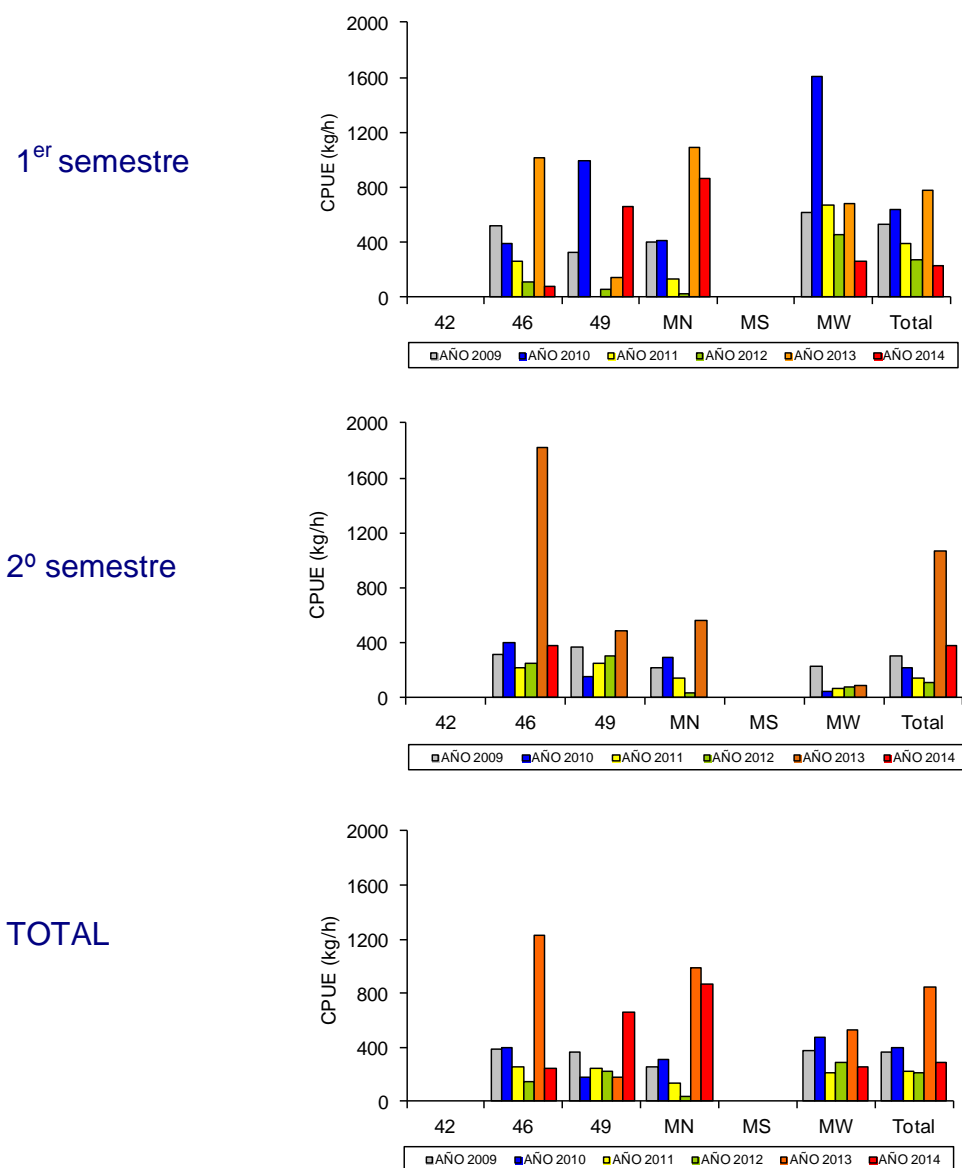 1er semestre
CPUE (kg/h)
2000
1600
1200
800
400
0
42 46 49 MN MS MW Total
AÑO 2009 AÑO 2010 AÑO 2011 AÑO 2012 AÑO 2013 AÑO 2014
2º semestre
CPUE (kg/h)
2000
1600
1200
800
400
0
42 46 49 MN MS MW Total
AÑO 2009 AÑO 2010 AÑO 2011 AÑO 2012 AÑO 2013 AÑO 2014
TOTAL
CPUE (kg/h)
2000
1600
1200
800
400
0
42 46 49 MN MS MW Total
AÑO 2009 AÑO 2010 AÑO 2011 AÑO 2012 AÑO 2013 AÑO 2014